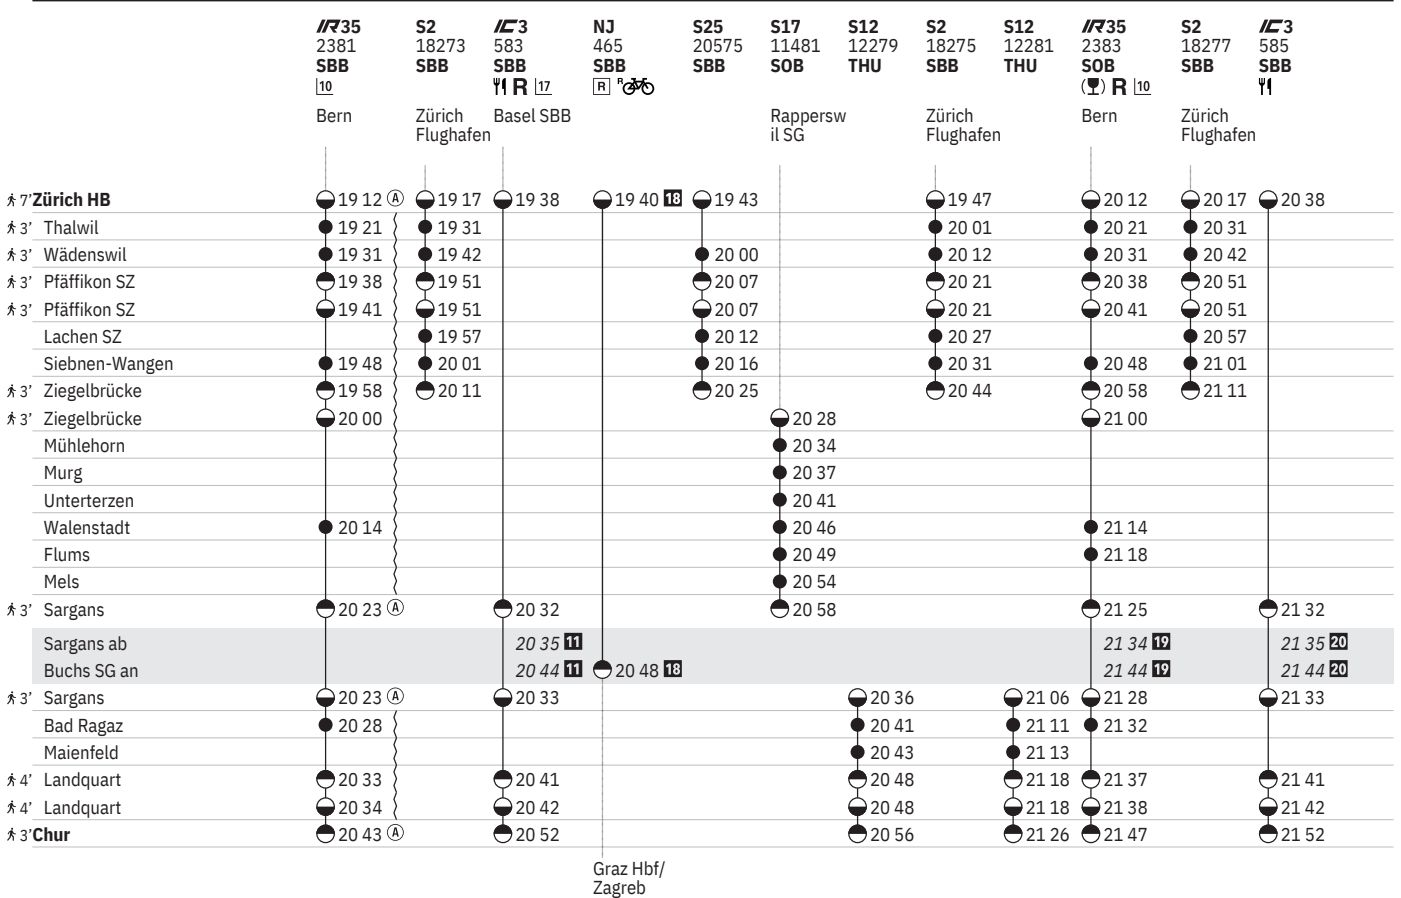 IR35 S2 IC3 NJ S25 S17 S12 S2 S12 IR35 S2 IC3
2381 18273 583 465 20575 11481 12279 18275 12281 2383 18277 585
SBB SBB SBB SBB SBB SOB THU SBB THU SOB SBB SBB
10 R 17 R R R 10
Bern Zürich Basel SBB Rappersw Zürich Bern Zürich
Flughafen il SG Flughafen Flughafen
7' Zürich HB 19 12 A 19 17 19 38 19 40 18 19 43 19 47 20 12 20 17 20 38
3' Thalwil 19 21 19 31 20 01 20 21 20 31
3' Wädenswil 19 31 19 42 20 00 20 12 20 31 20 42
3' Pfäffikon SZ 19 38 19 51 20 07 20 21 20 38 20 51
3' Pfäffikon SZ 19 41 19 51 20 07 20 21 20 41 20 51
Lachen SZ 19 57 20 12 20 27 20 57
Siebnen-Wangen 19 48 20 01 20 16 20 31 20 48 21 01
3' Ziegelbrücke 19 58 20 11 20 25 20 44 20 58 21 11
3' Ziegelbrücke 20 00 20 28 21 00
Mühlehorn 20 34
Murg 20 37
Unterterzen 20 41
Walenstadt 20 14 20 46 21 14
Flums 20 49 21 18
Mels 20 54
3' Sargans 20 23 A 20 32 20 58 21 25 21 32
Sargans ab 20 35 11 21 34 19 21 35 20
Buchs SG an 20 44 11 20 48 18 21 44 19 21 44 20
3' Sargans 20 23 A 20 33 20 36 21 06 21 28 21 33
Bad Ragaz 20 28 20 41 21 11 21 32
Maienfeld 20 43 21 13
4' Landquart 20 33 20 41 20 48 21 18 21 37 21 41
4' Landquart 20 34 20 42 20 48 21 18 21 38 21 42
3' Chur 20 43 A 20 52 20 56 21 26 21 47 21 52
Graz Hbf/
Zagreb